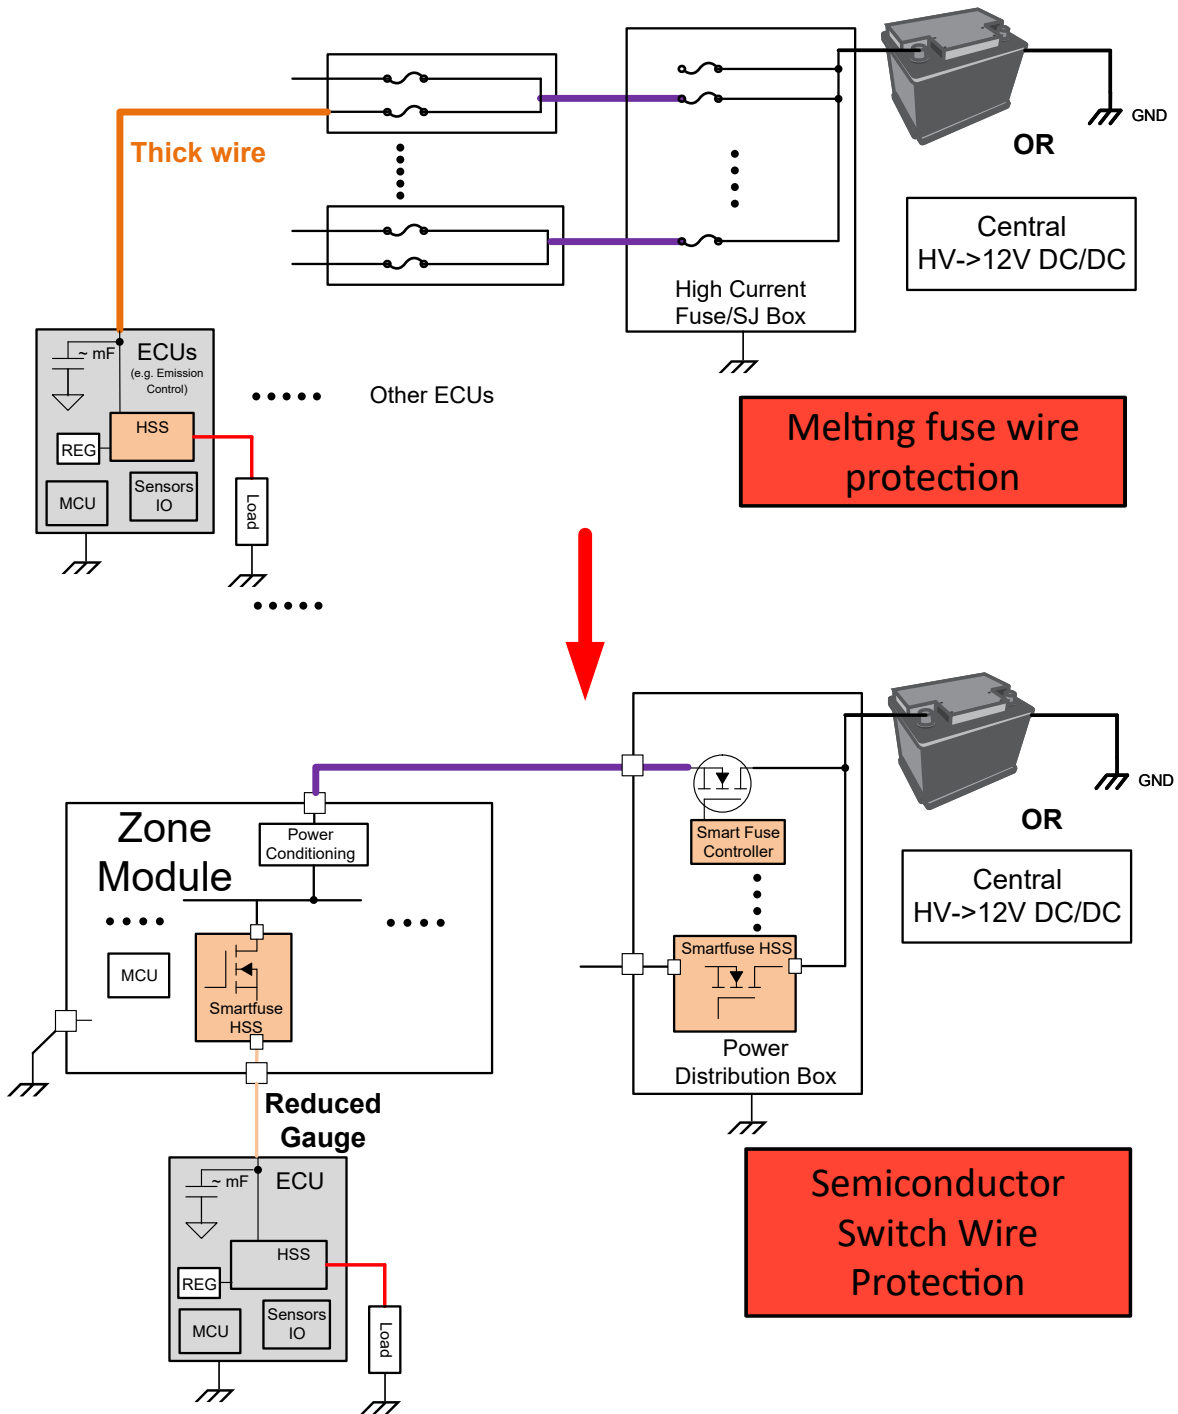 GND
OR
Thick wire
Central
HV->12V DC/DC
High Current
Fuse/SJ Box
~ mF
ECUs
(e.g. Emission
Control)
Other ECUs
HSS
REG
MCU
Sensors
IO
Load
Melting fuse wire
protection
GND
OR
Smart Fuse
Controller
Zone
Module
Power
Conditioning
Central
HV->12V DC/DC
MCU
Smartfuse
HSS
Smartfuse HSS
Power
Distribution Box
Reduced
Gauge
~ mF
ECU
HSS
REG
MCU
Sensors
IO
Load
Semiconductor
Switch Wire
Protection